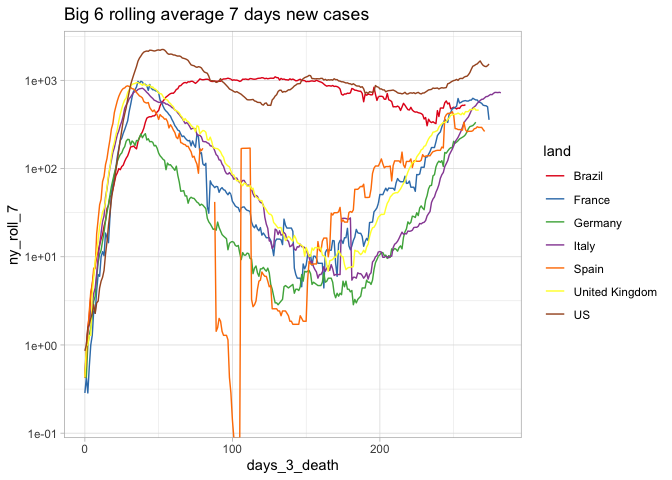 Big 6 rolling average 7 days new cases
ny_roll_7
1e+03
1e+02
1e+01
1e+00
1e-01
0
100
200
days_3_death
land
Brazil
France
Germany
Italy
Spain
United Kingdom
US